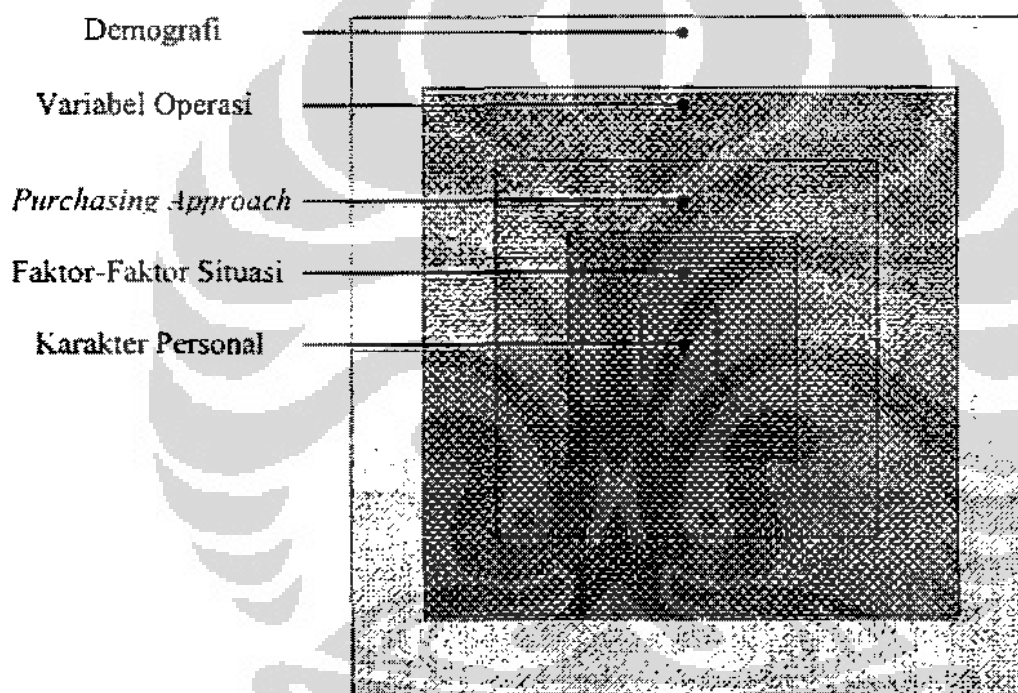 Demografi
Variabel Operasi
Purchasing Approach
Faktor-Faktor Situasi
Karakter Personal